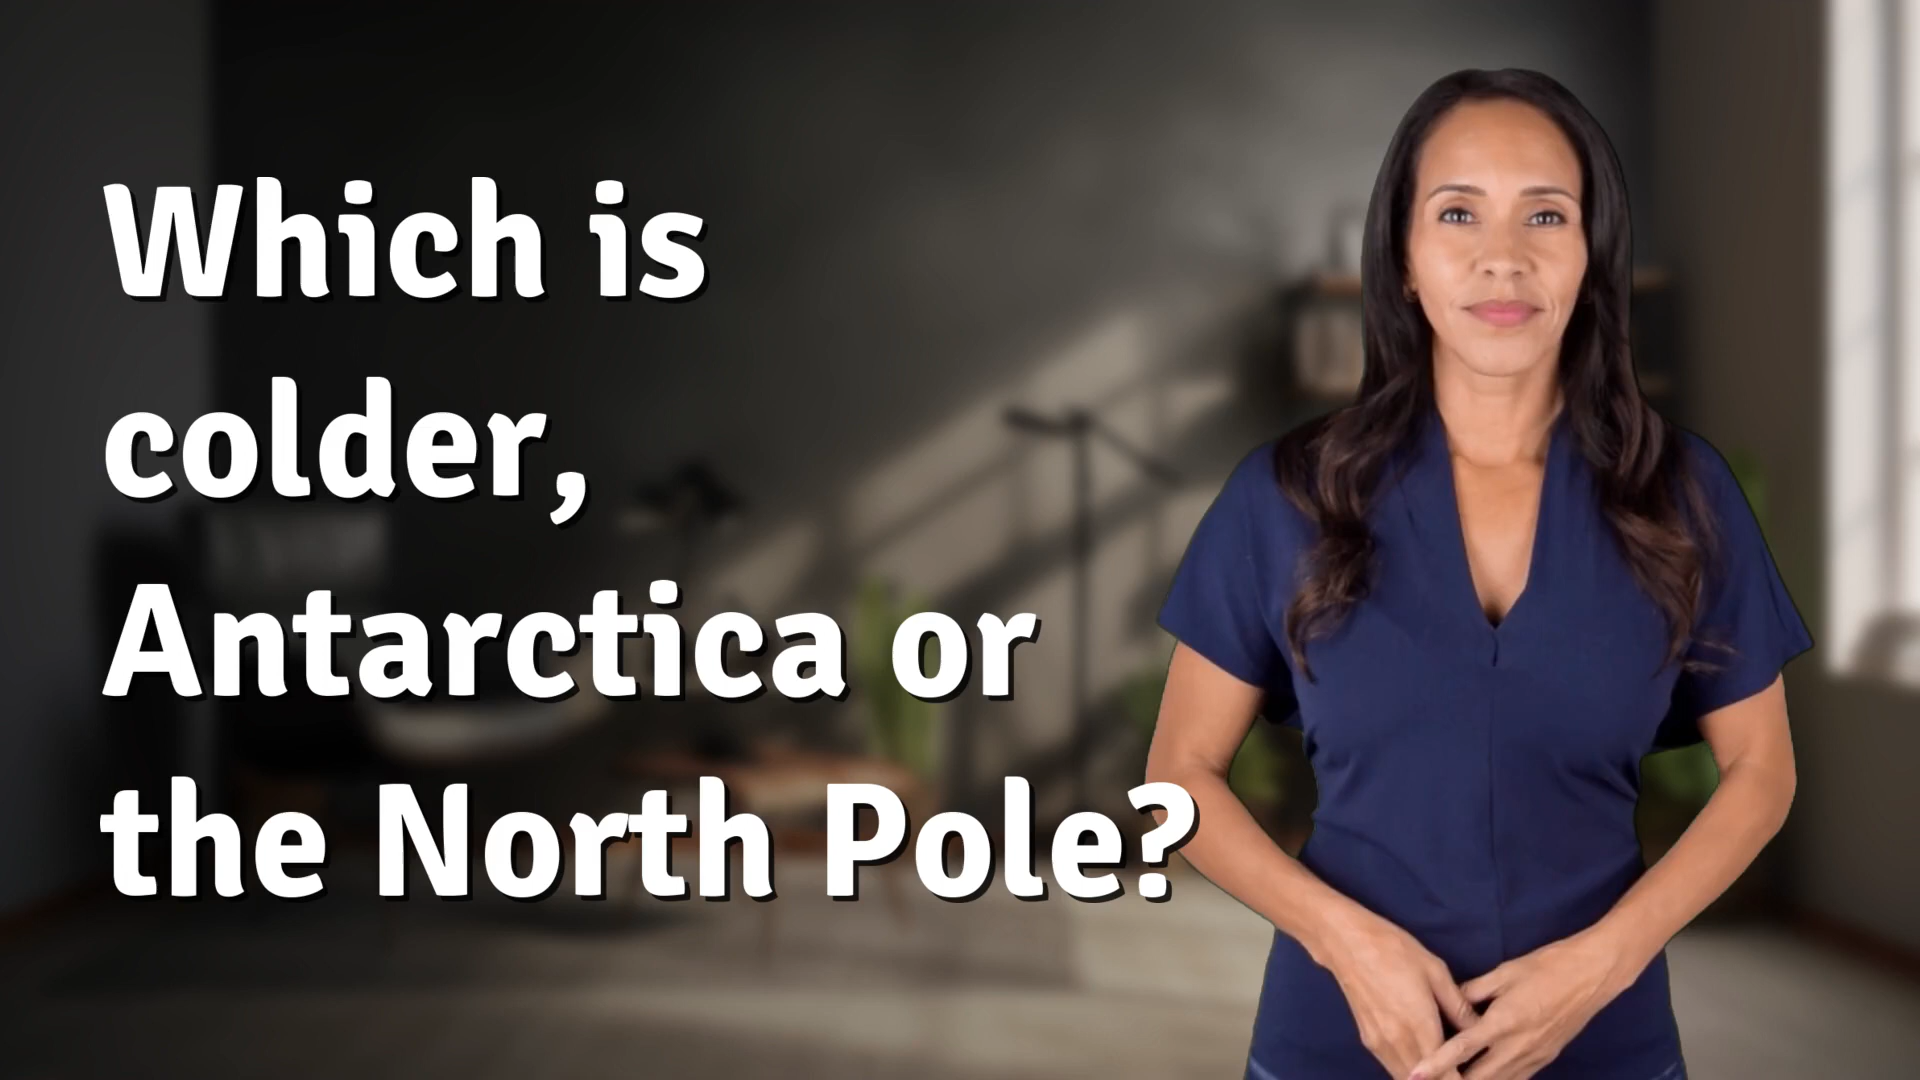 Which is
colder,
Antarctica or
the North Pole?